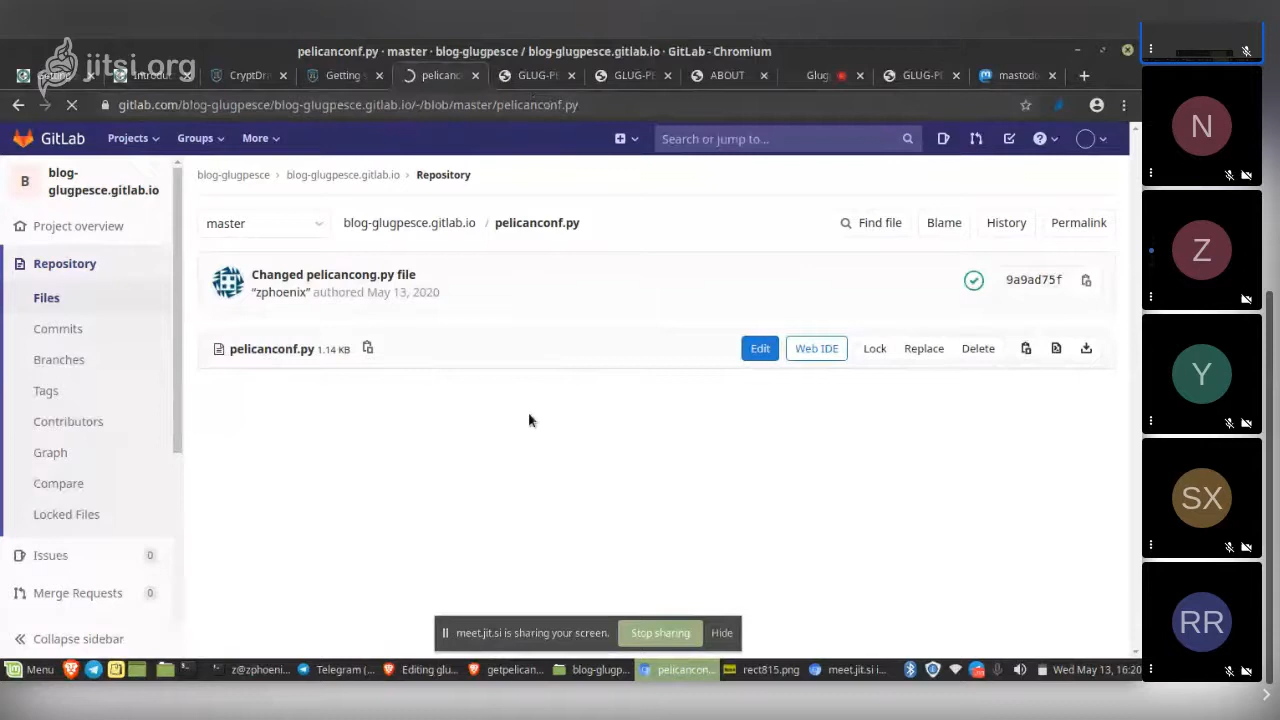 jitsi.org
pelicanconf.py · master · blog-glugpesce / blog-glugpesce.gitlab.io · GitLab - Chromium
CryptDr
Getting
pelican
GLUG-PE
GLUG-PE
ABOUT
Glug
GLUG-PE
mastodo
gitlab.com/blog-glugpesce/blog-glugpesce.gitlab.io/-/blob/master/pelicanconf.py
GitLab Projects Groups More Search or jump to...
B blog-glugpesce.gitlab.io
Project overview
Repository
Files
Commits
Branches
Tags
Contributors
Graph
Compare
Locked Files
Issues 0
Merge Requests 0
Collapse sidebar
blog-glugpesce › blog-glugpesce.gitlab.io › Repository
master blog-glugpesce.gitlab.io / pelicanconf.py Find file Blame History Permalink
Changed pelicancong.py file
“zphoenix” authored May 13, 2020
9a9ad75f
pelicanconf.py 1.14 KB Edit Web IDE Lock Replace Delete
meet.jit.si is sharing your screen. Stop sharing Hide
Menu z@zphoeni... Telegram (... Editing glu... getpelican... blog-glugp... pelicancon... rect815.png meet.jit.si i... Wed May 13, 16:20
N
Z
Y
SX
RR